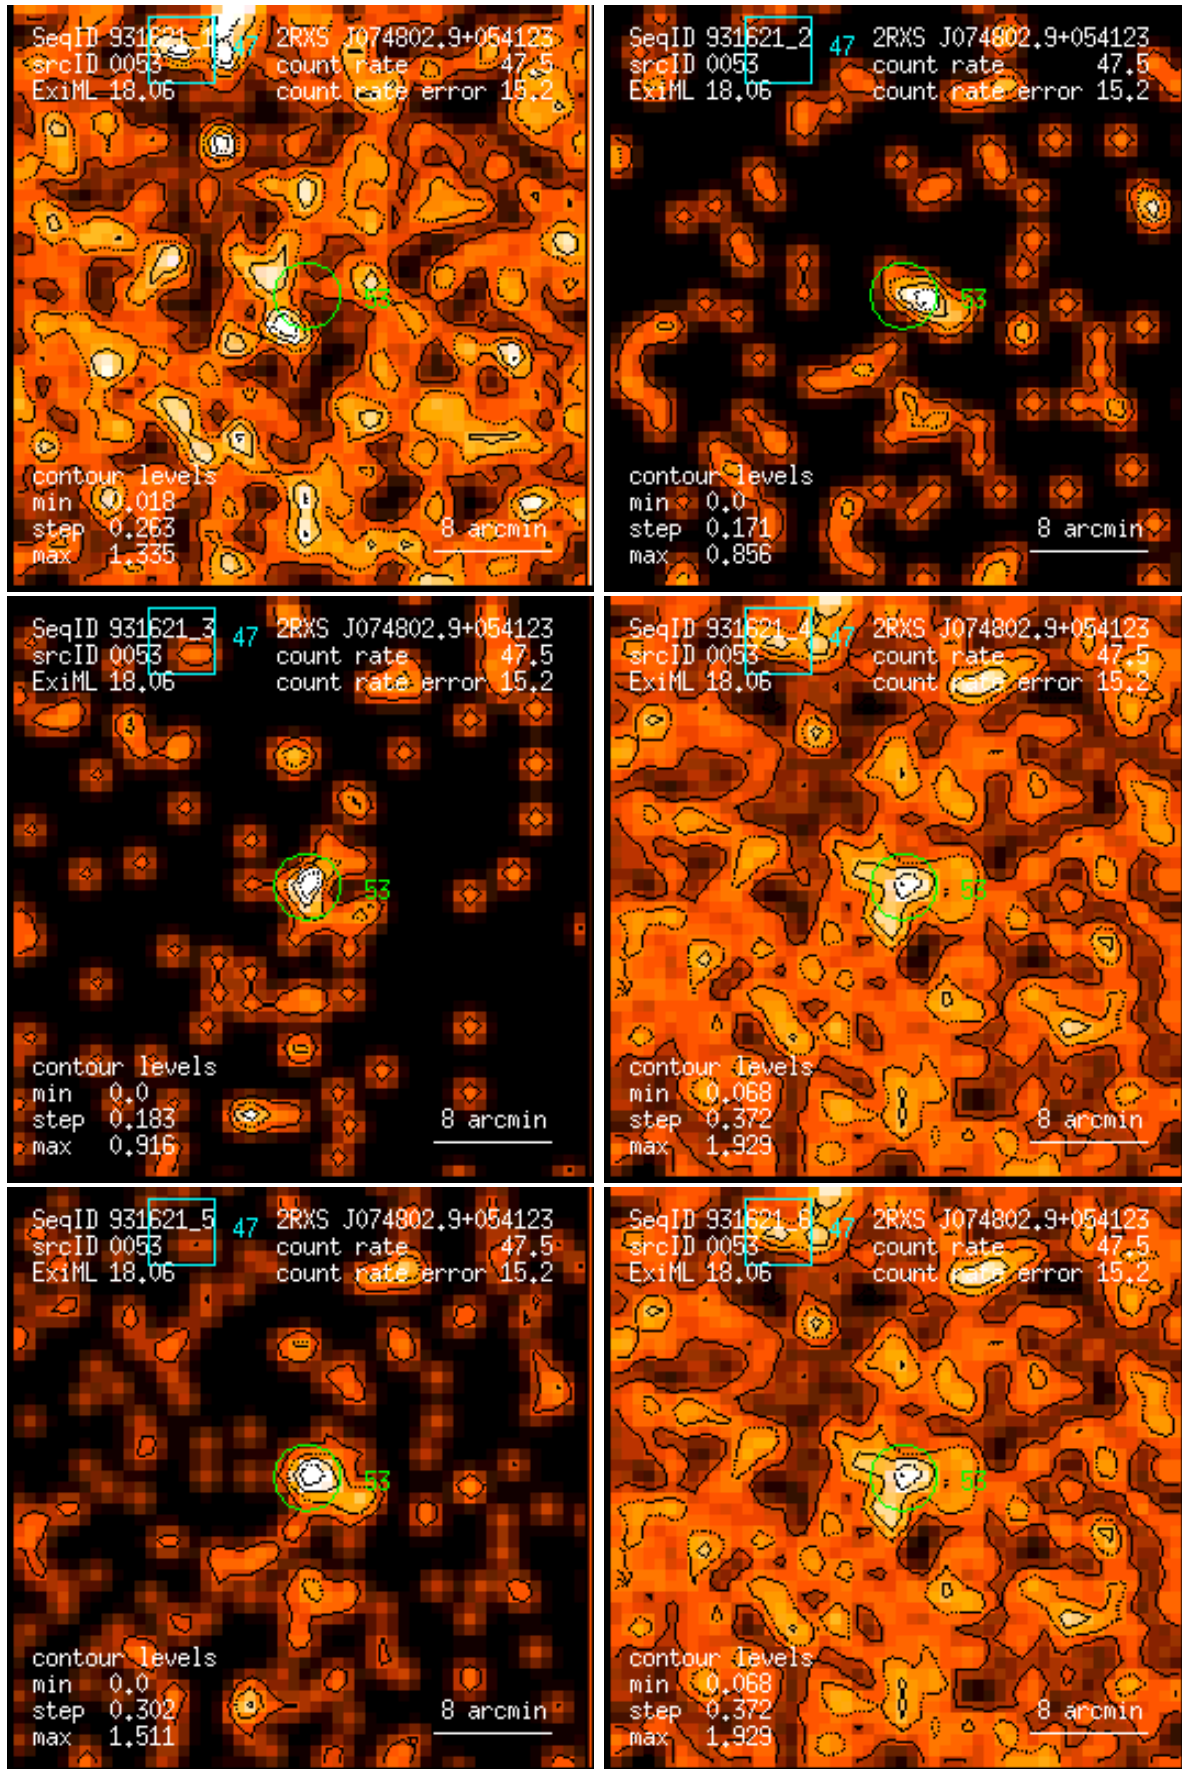 SeqID 931621_1 47 2RXS J074802.9+054123
srcID 0053 count rate 47.5
ExiML 18.06 count rate error 15.2
53
contour levels
min 0.018
step 0.263
max 1.335
8 arcmin
SeqID 931621_2 47 2RXS J074802.9+054123
srcID 0053 count rate 47.5
ExiML 18.06 count rate error 15.2
53
contour levels
min 0.0
step 0.171
max 0.856
8 arcmin
SeqID 931621_3 47 2RXS J074802.9+054123
srcID 0053 count rate 47.5
ExiML 18.06 count rate error 15.2
53
contour levels
min 0.0
step 0.183
max 0.916
8 arcmin
SeqID 931621_4 47 2RXS J074802.9+054123
srcID 0053 count rate 47.5
ExiML 18.06 count rate error 15.2
53
contour levels
min 0.068
step 0.372
max 1.929
8 arcmin
SeqID 931621_5 47 2RXS J074802.9+054123
srcID 0053 count rate 47.5
ExiML 18.06 count rate error 15.2
53
contour levels
min 0.0
step 0.302
max 1.511
8 arcmin
SeqID 931621_6 47 2RXS J074802.9+054123
srcID 0053 count rate 47.5
ExiML 18.06 count rate error 15.2
53
contour levels
min 0.068
step 0.372
max 1.929
8 arcmin